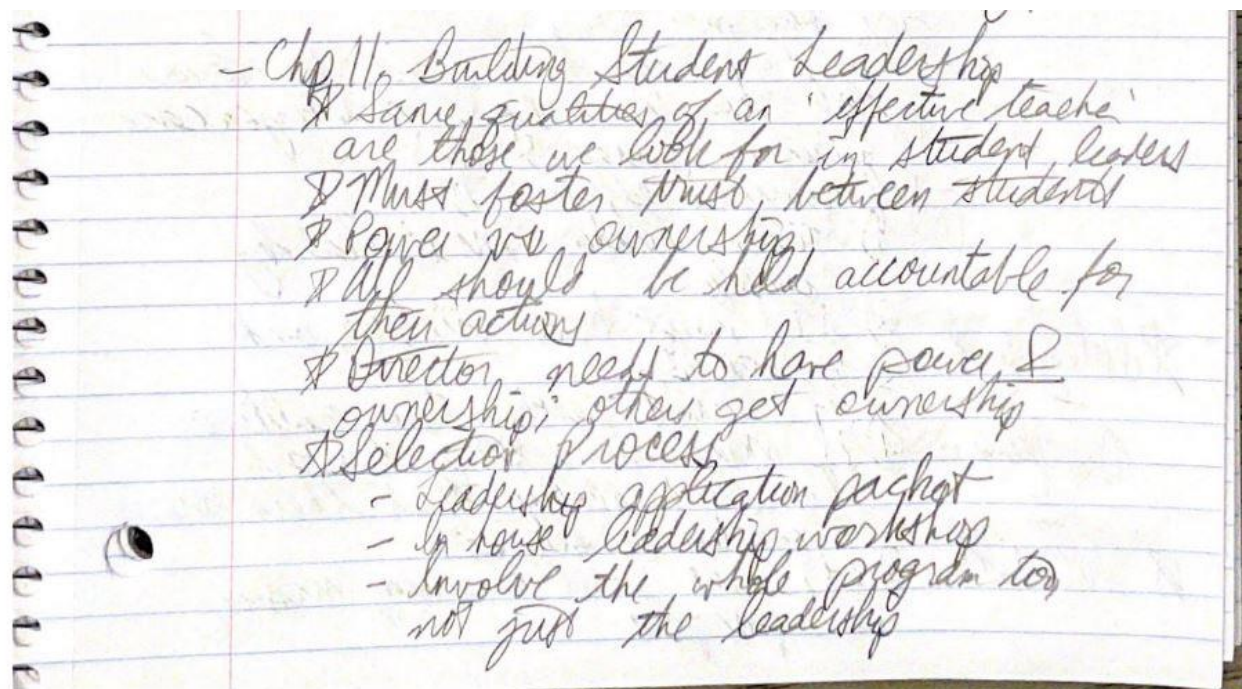 - Chp 11. Building Student Leadership
* Same qualities of an 'effective teacher'
are those we look for in student leaders
* Must foster trust between students
* Power vs. ownership
* All should be held accountable for
their actions
* Director needs to have power &
ownership; others get ownership
* Selection process
- Leadership application packet
- In house leadership workshop
- Involve the whole program too,
not just the leadership